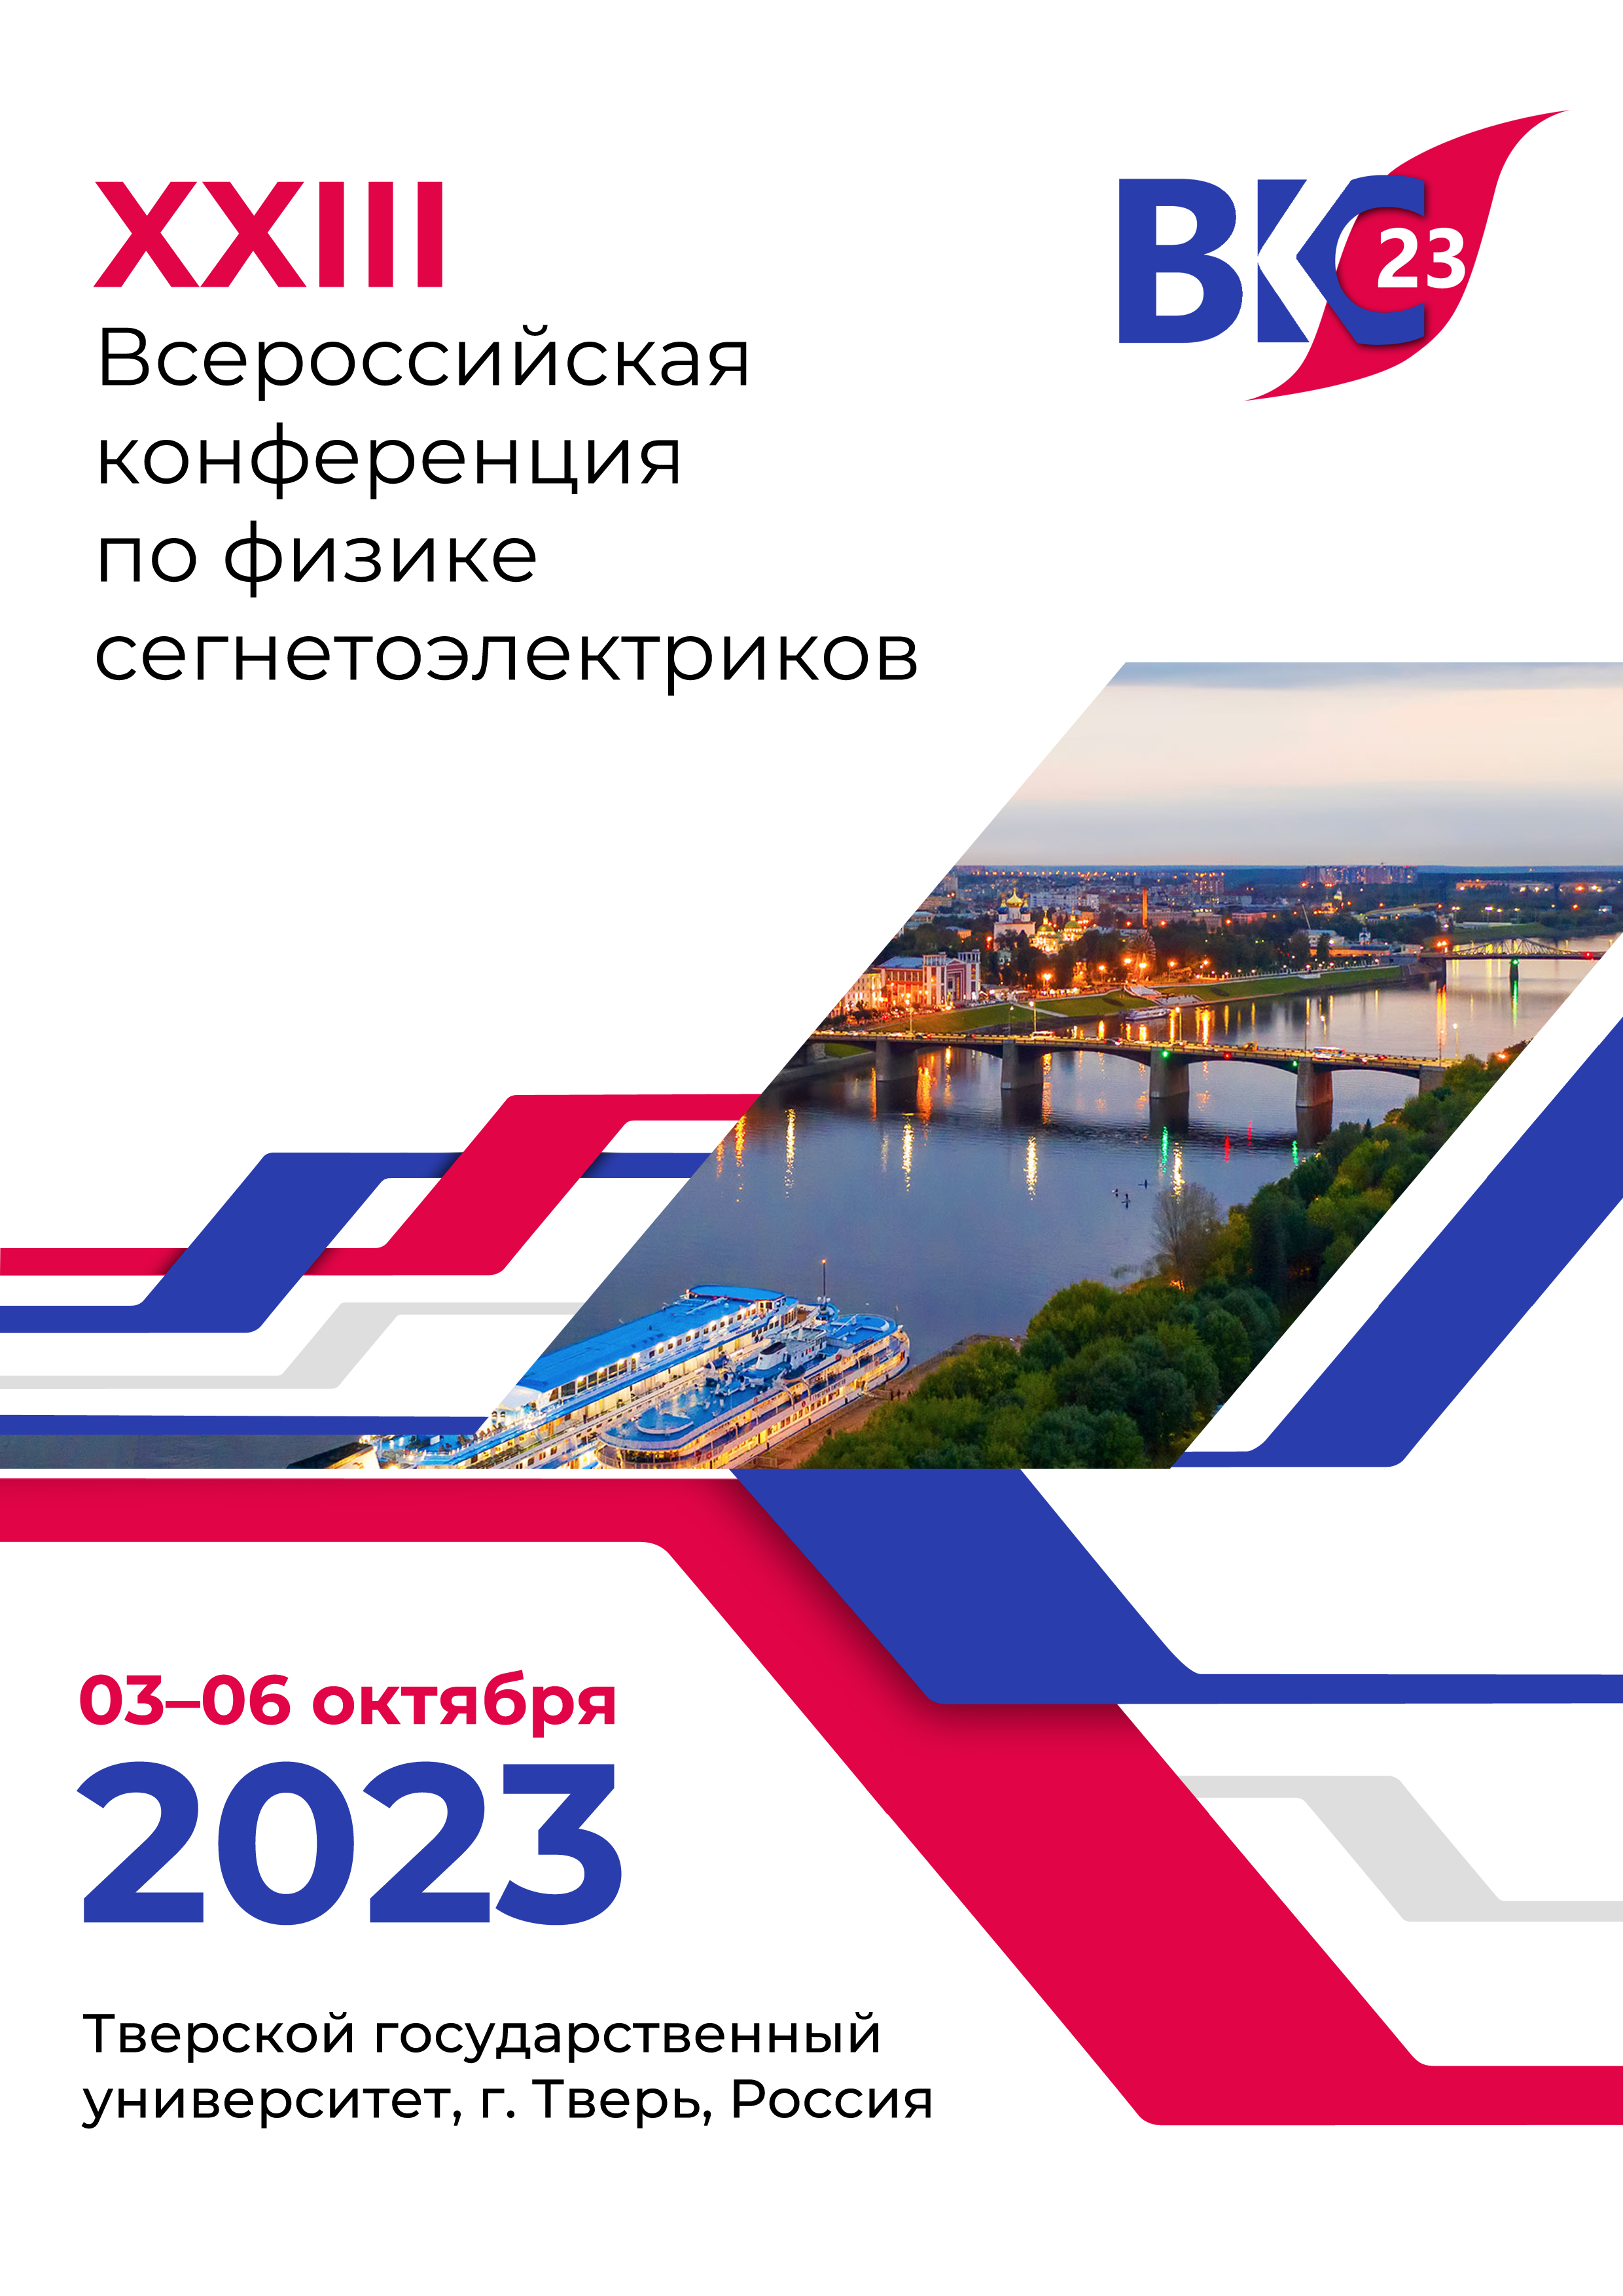 XXIII
Всероссийская
конференция
по физике
сегнетоэлектриков
ВКС 23
03–06 октября
2023
Тверской государственный
университет, г. Тверь, Россия